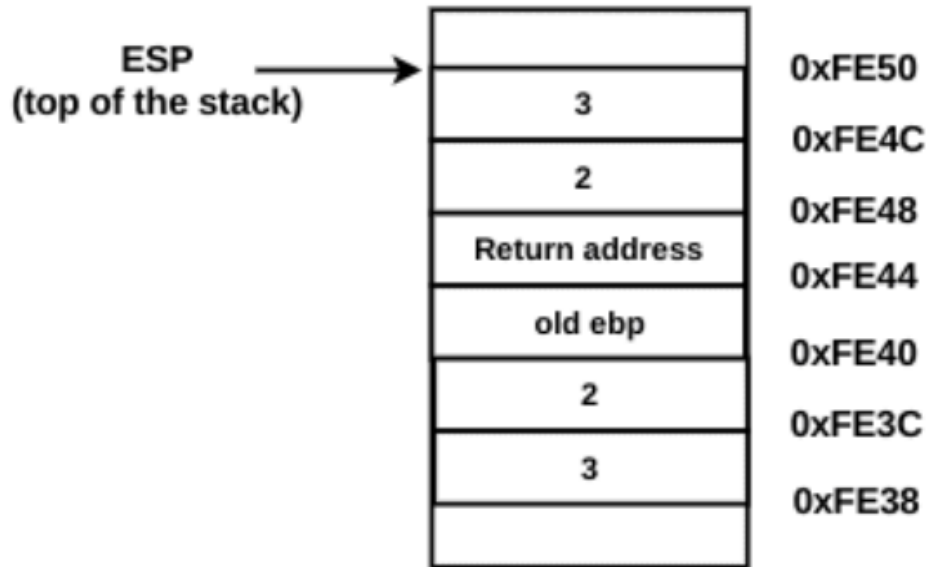 ESP
(top of the stack)
0xFE50
3
0xFE4C
2
0xFE48
Return address
0xFE44
old ebp
0xFE40
2
0xFE3C
3
0xFE38